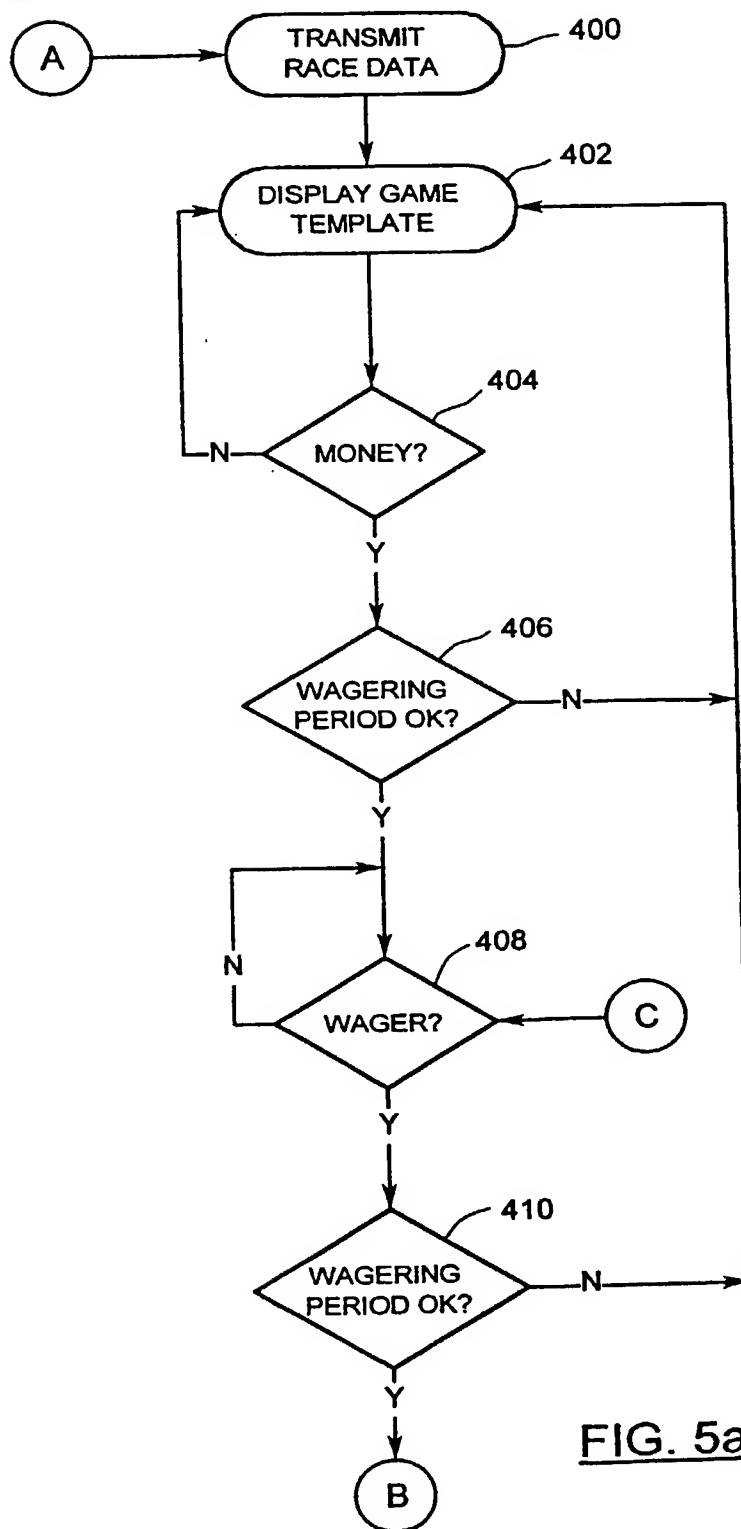 A
TRANSMIT
RACE DATA
400
DISPLAY GAME
TEMPLATE
402
MONEY?
404
N
Y
WAGERING
PERIOD OK?
406
N
Y
WAGER?
408
N
C
Y
WAGERING
PERIOD OK?
410
N
Y
B
FIG. 5a